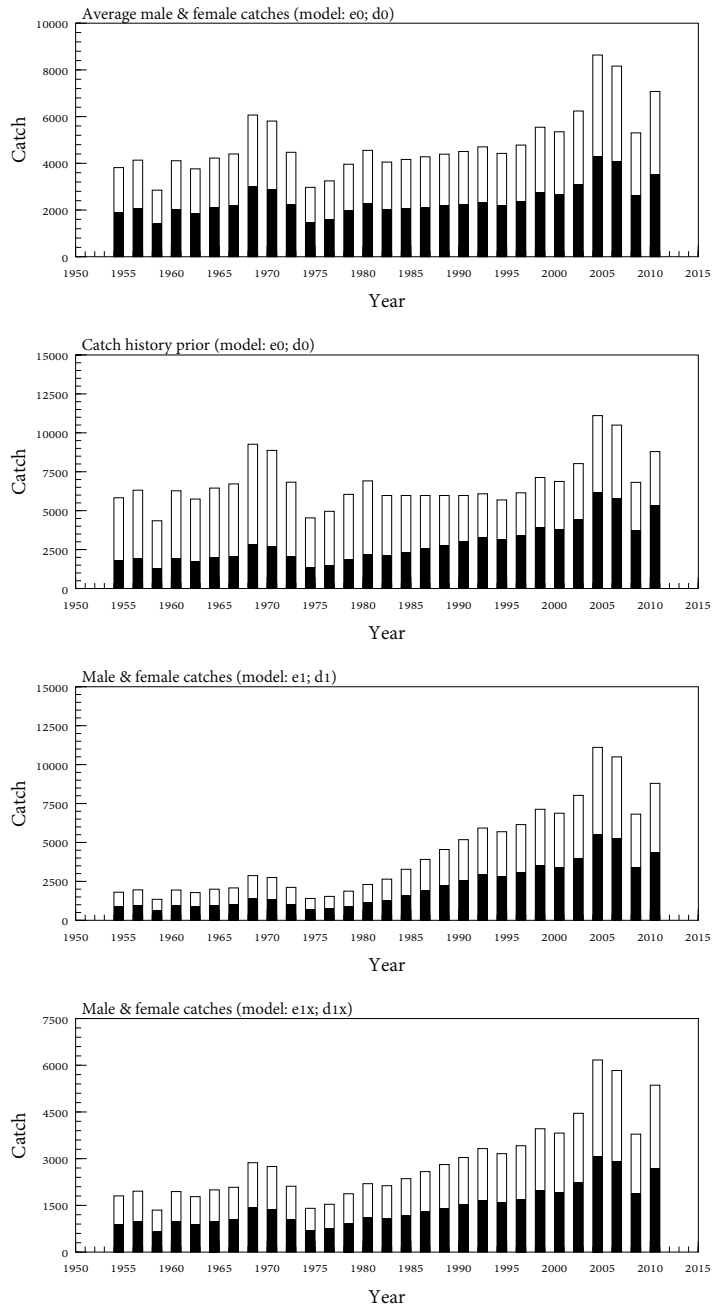 Average male & female catches (model: e0; d0)
10000
8000
6000
4000
2000
0
Catch
1950 1955 1960 1965 1970 1975 1980 1985 1990 1995 2000 2005 2010 2015
Year
Catch history prior (model: e0; d0)
15000
12500
10000
7500
5000
2500
0
Catch
1950 1955 1960 1965 1970 1975 1980 1985 1990 1995 2000 2005 2010 2015
Year
Male & female catches (model: e1; d1)
15000
12500
10000
7500
5000
2500
0
Catch
1950 1955 1960 1965 1970 1975 1980 1985 1990 1995 2000 2005 2010 2015
Year
Male & female catches (model: e1x; d1x)
7500
6000
4500
3000
1500
0
Catch
1950 1955 1960 1965 1970 1975 1980 1985 1990 1995 2000 2005 2010 2015
Year